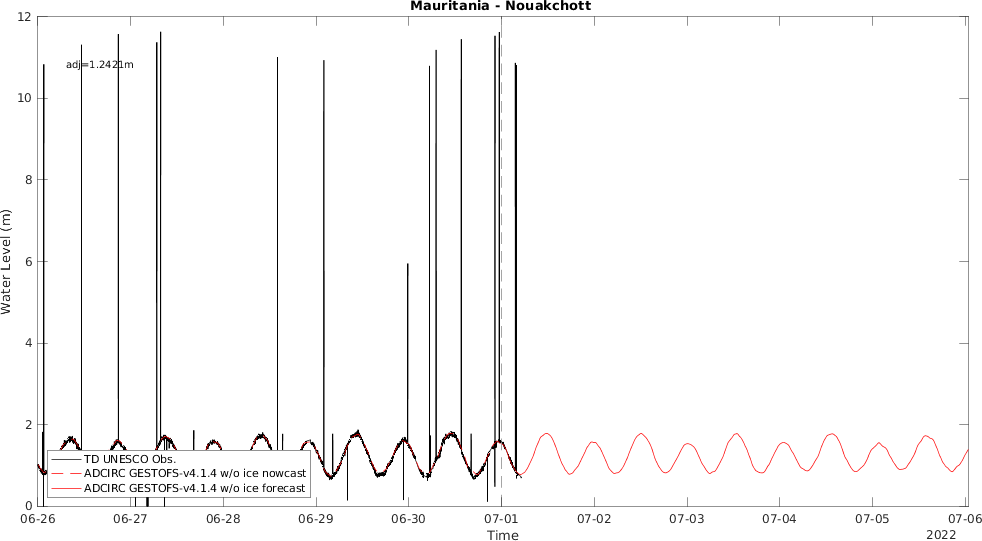 Mauritania - Nouakchott
12
adj=1.2421m
10
8
6
4
2
0
Water Level (m)
TD UNESCO Obs.
ADCIRC GESTOFS-v4.1.4 w/o ice nowcast
ADCIRC GESTOFS-v4.1.4 w/o ice forecast
06-26 06-27 06-28 06-29 06-30 07-01 07-02 07-03 07-04 07-05 07-06
Time
2022